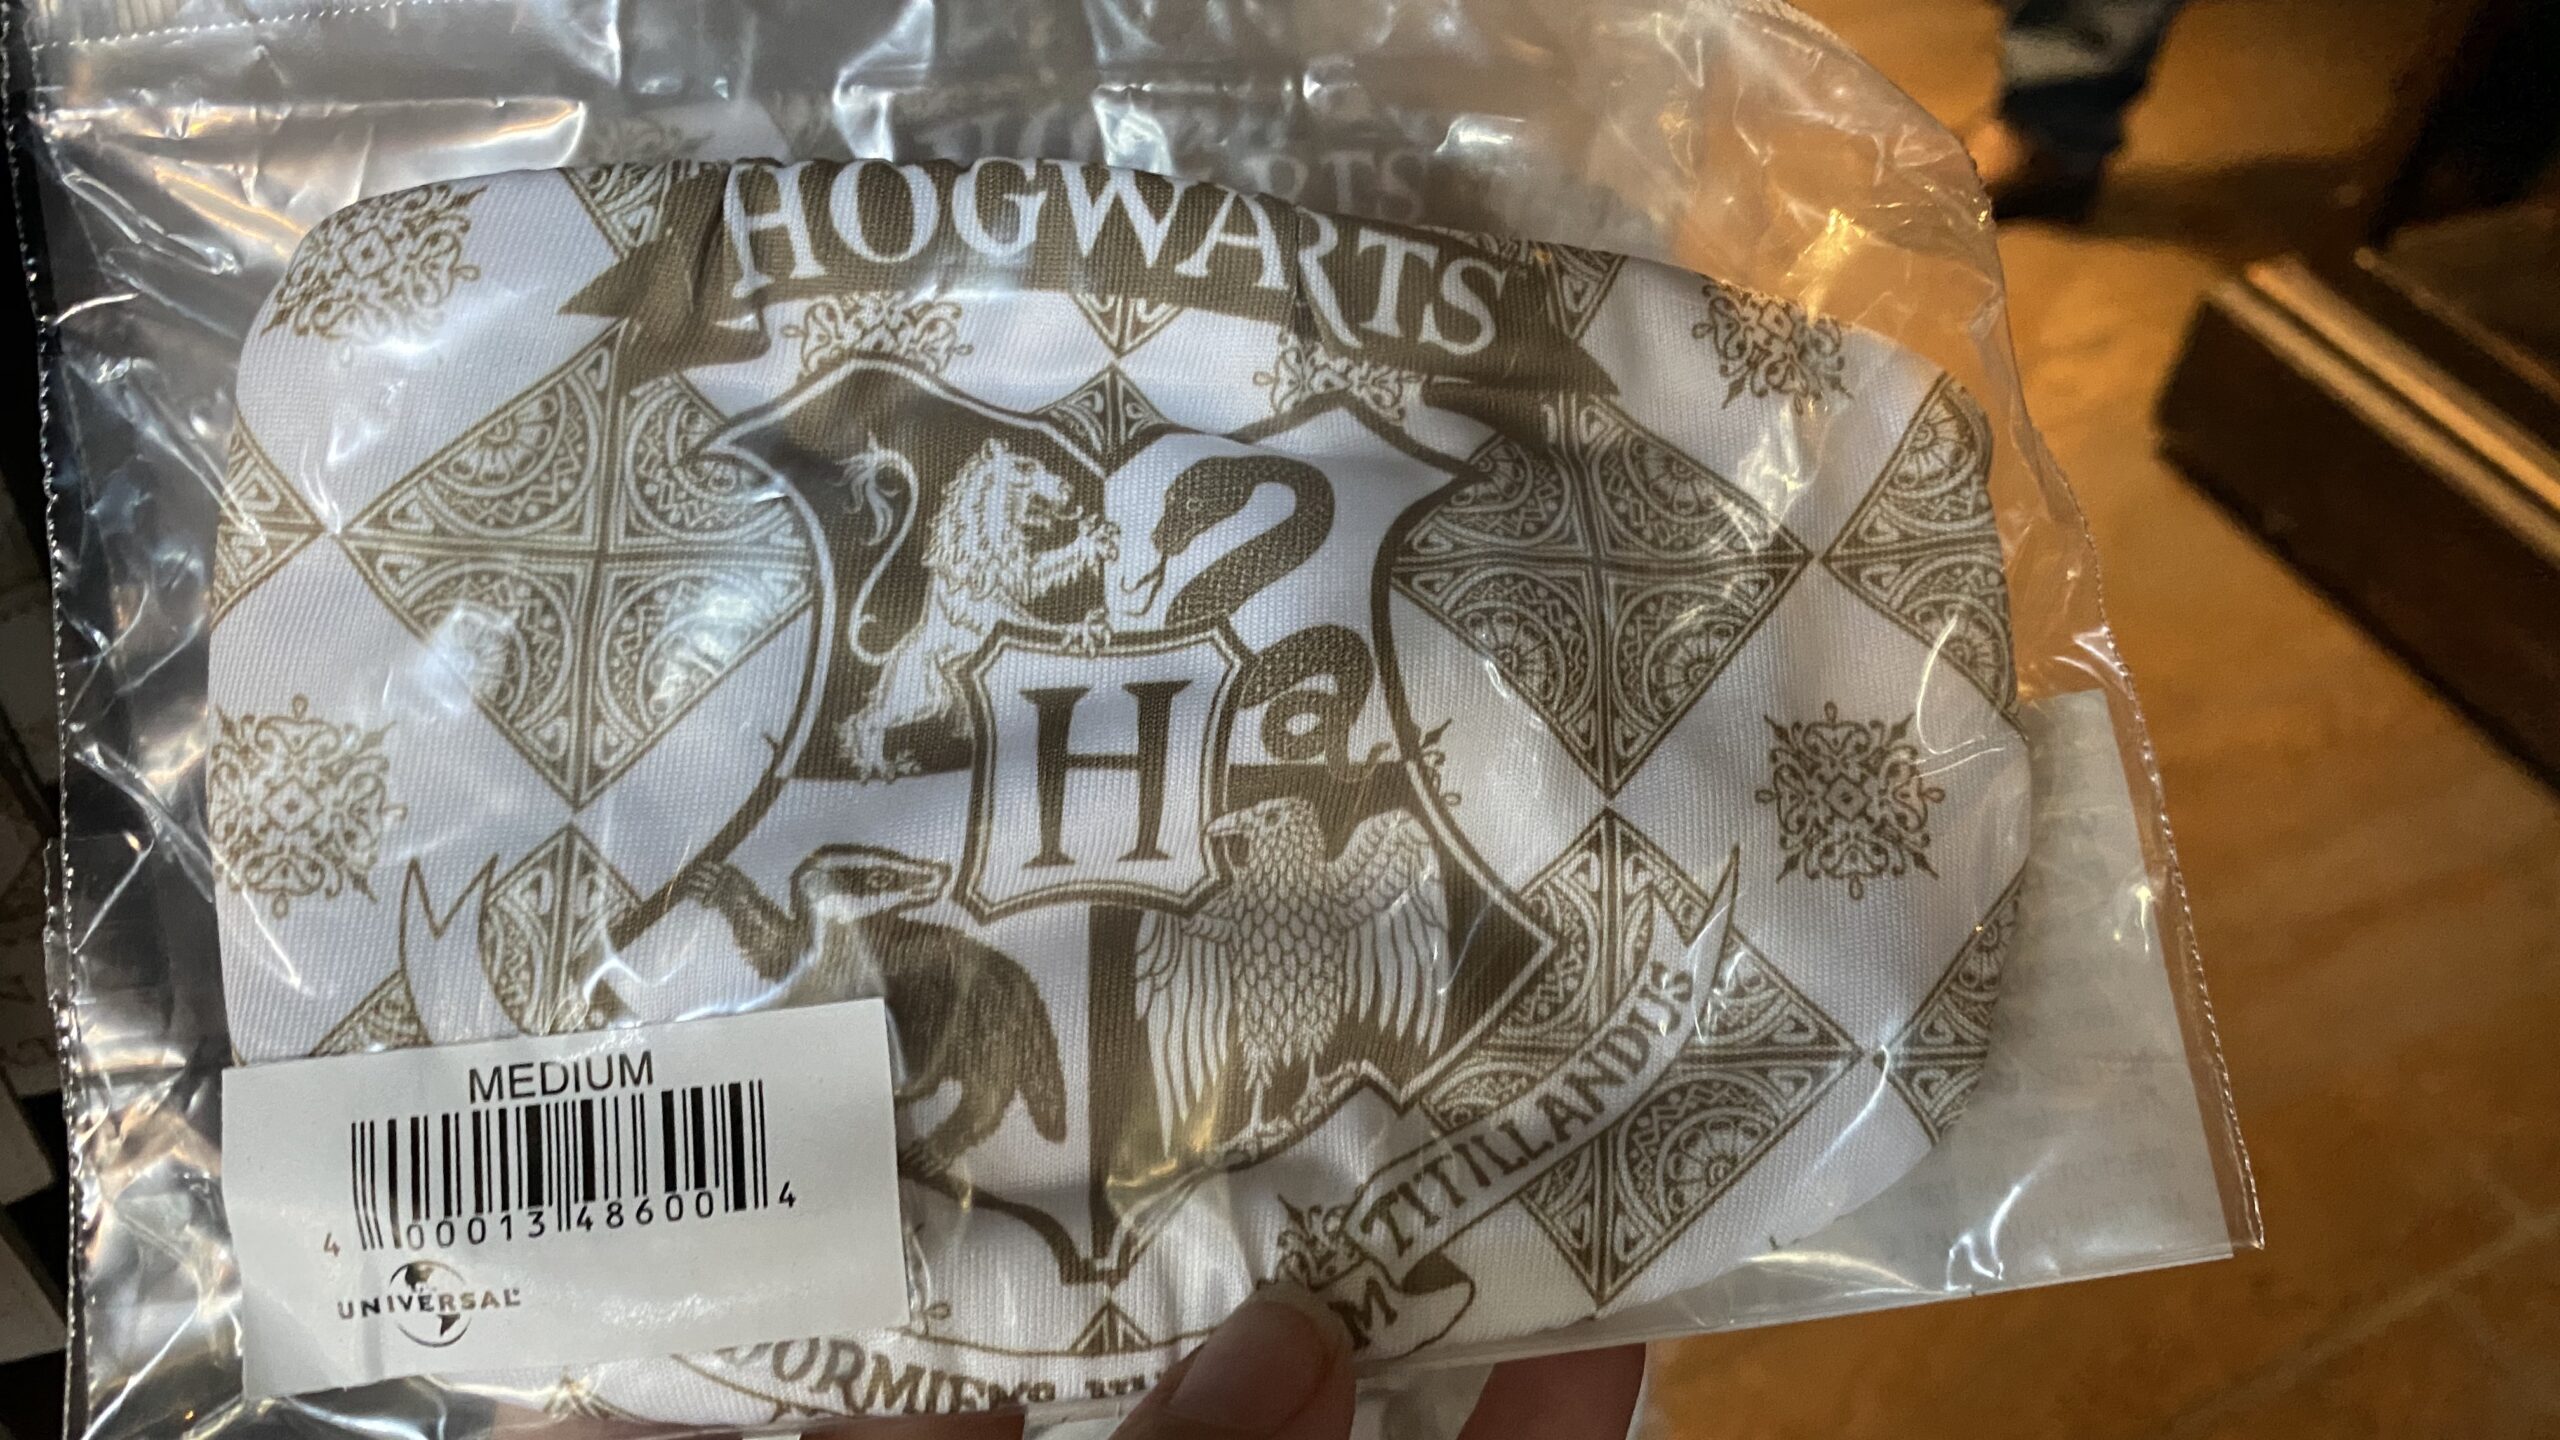 HOGWARTS
H
TITILLANDUS
M
MEDIUM
4 00013 48600 4
UNIVERSAL